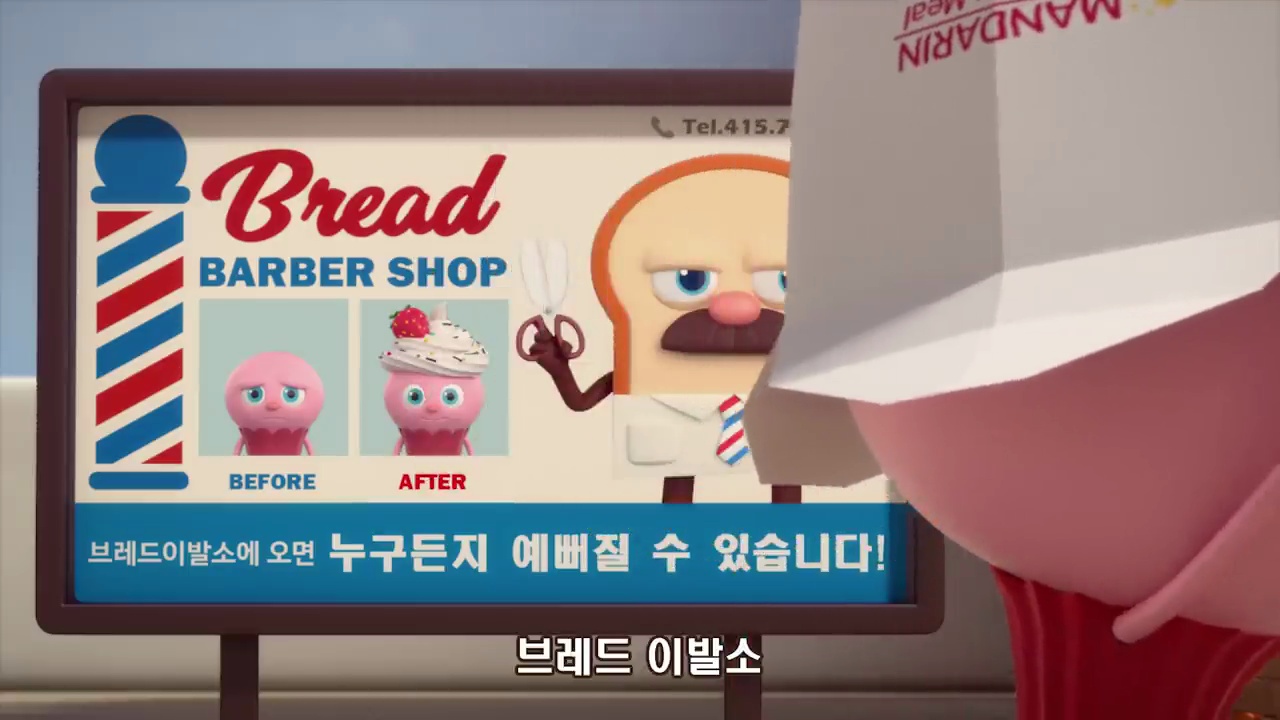 MANDARIN
Meal
Tel.415.7
Bread
BARBER SHOP
BEFORE
AFTER
브레드이발소에 오면 누구든지 예뻐질 수 있습니다!
브레드 이발소